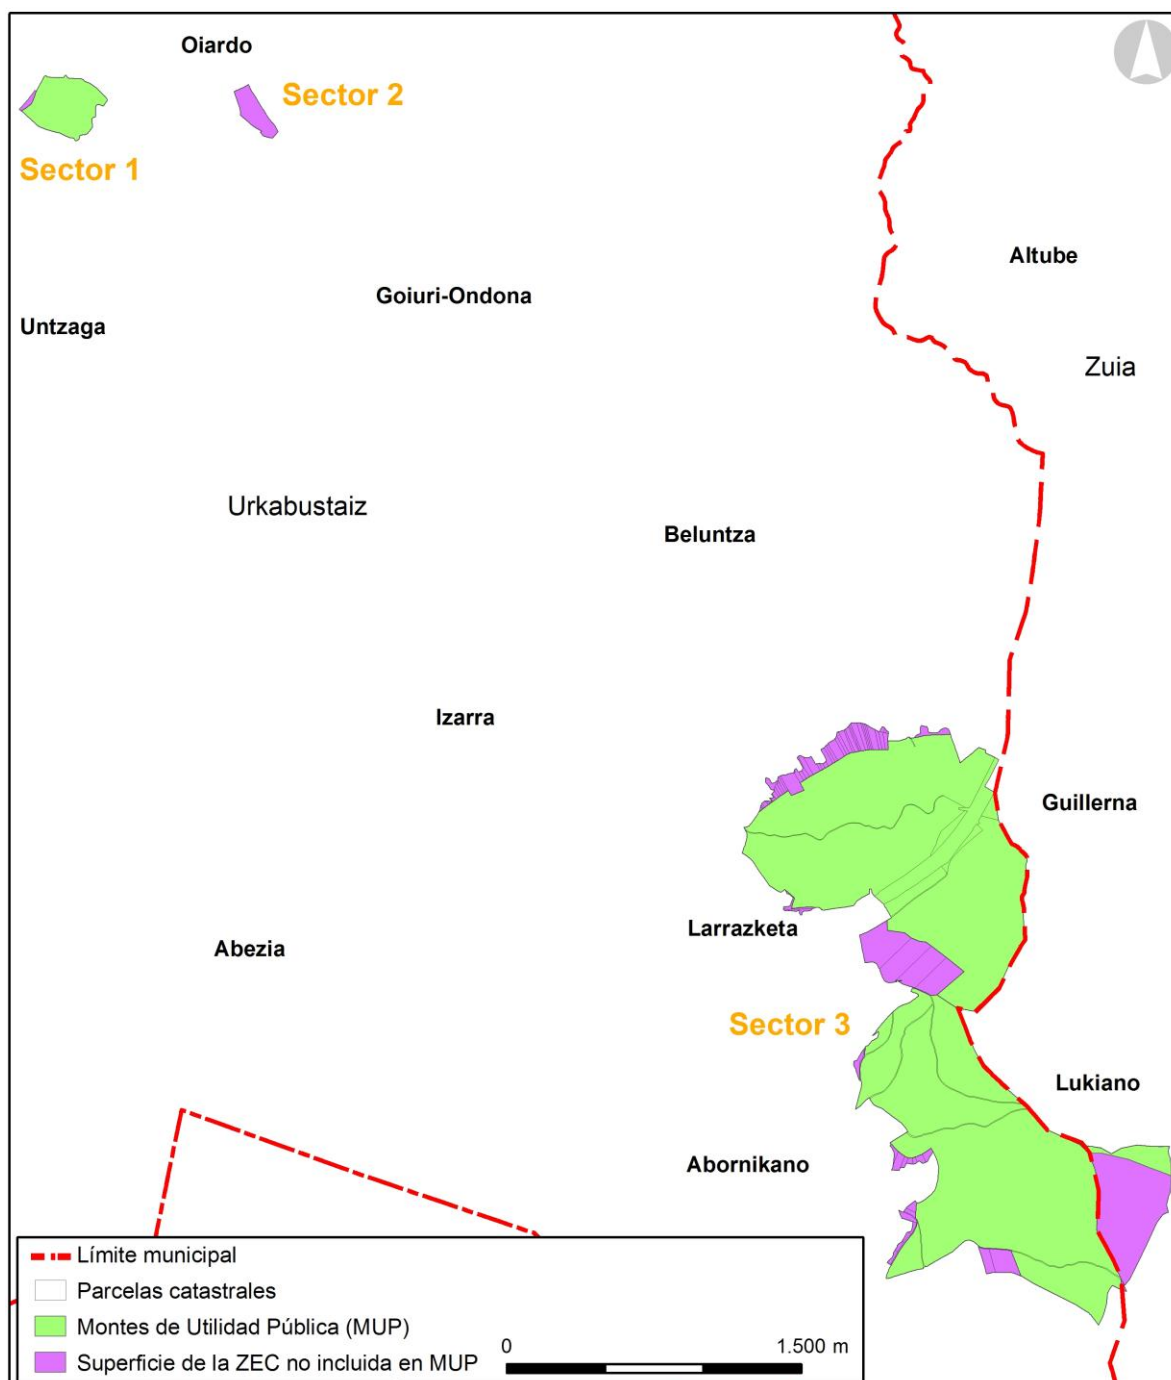 Oiardo
Sector 2
Sector 1
Altube
Goiuri-Ondona
Untzaga
Zuia
Urkabustaiz
Beluntza
Izarra
Guillerna
Larrazketa
Abezia
Sector 3
Lukiano
Abornikano
Límite municipal
Parcelas catastrales
Montes de Utilidad Pública (MUP)
Superficie de la ZEC no incluida en MUP
0 1.500 m